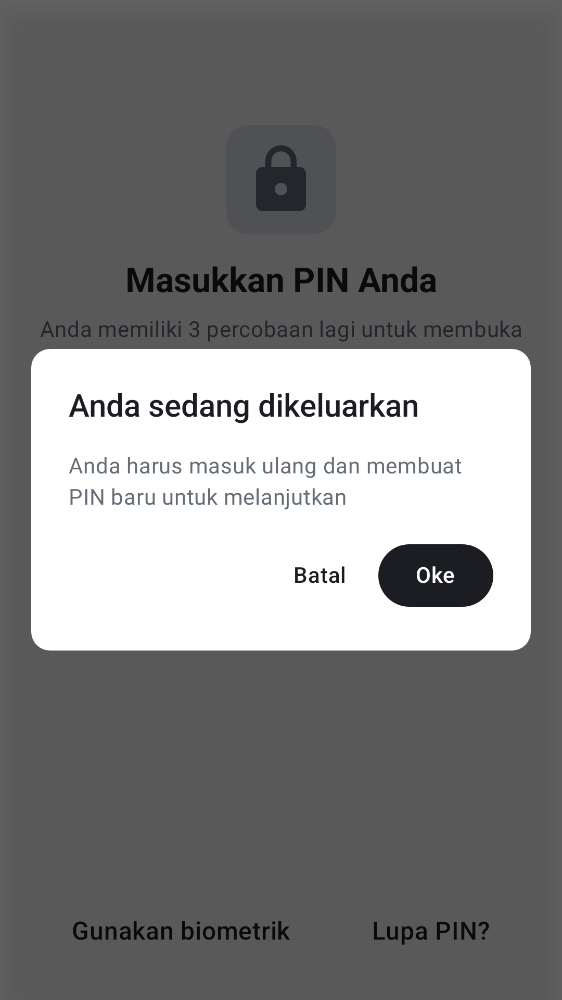 Masukkan PIN Anda
Anda memiliki 3 percobaan lagi untuk membuka
Anda sedang dikeluarkan
Anda harus masuk ulang dan membuat
PIN baru untuk melanjutkan
Batal
Oke
Gunakan biometrik
Lupa PIN?